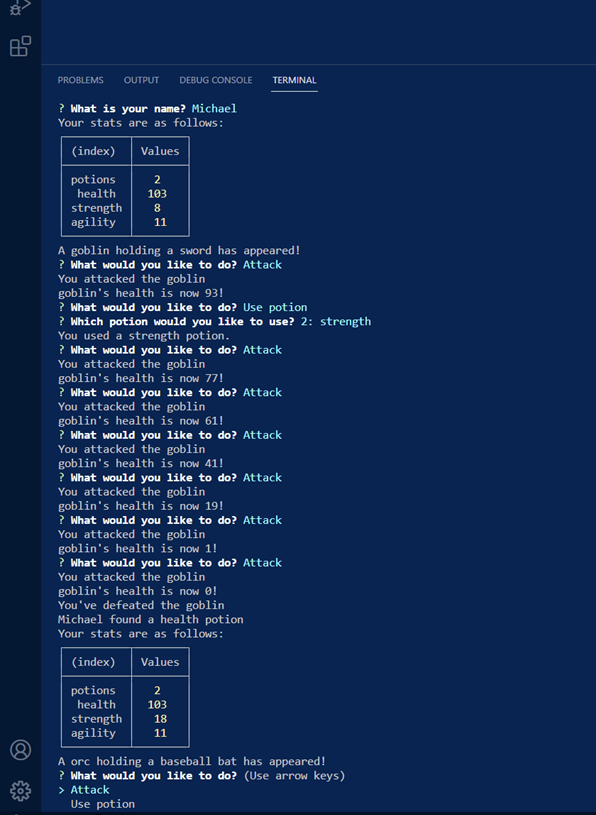 PROBLEMS OUTPUT DEBUG CONSOLE TERMINAL
? What is your name? Michael
Your stats are as follows:
(index) Values
potions 2
health 103
strength 8
agility 11
A goblin holding a sword has appeared!
? What would you like to do? Attack
You attacked the goblin
goblin's health is now 93!
? What would you like to do? Use potion
? Which potion would you like to use? 2: strength
You used a strength potion.
? What would you like to do? Attack
You attacked the goblin
goblin's health is now 77!
? What would you like to do? Attack
You attacked the goblin
goblin's health is now 61!
? What would you like to do? Attack
You attacked the goblin
goblin's health is now 41!
? What would you like to do? Attack
You attacked the goblin
goblin's health is now 19!
? What would you like to do? Attack
You attacked the goblin
goblin's health is now 1!
? What would you like to do? Attack
You attacked the goblin
goblin's health is now 0!
You've defeated the goblin
Michael found a health potion
Your stats are as follows:
(index) Values
potions 2
health 103
strength 18
agility 11
A orc holding a baseball bat has appeared!
? What would you like to do? (Use arrow keys)
> Attack
Use potion